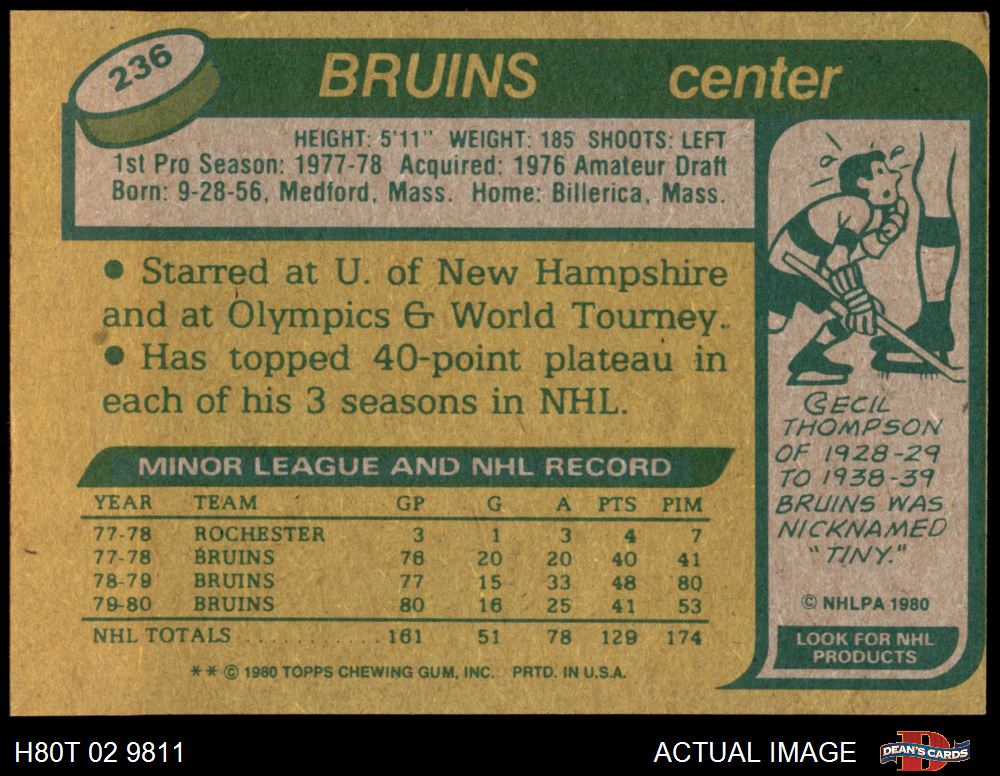 236
BRUINS center
HEIGHT: 5'11" WEIGHT: 185 SHOOTS: LEFT
1st Pro Season: 1977-78 Acquired: 1976 Amateur Draft
Born: 9-28-56, Medford, Mass. Home: Billerica, Mass.
● Starred at U. of New Hampshire
and at Olympics & World Tourney.
● Has topped 40-point plateau in
each of his 3 seasons in NHL.
MINOR LEAGUE AND NHL RECORD
YEAR TEAM GP G A PTS PIM
77-78 ROCHESTER 3 1 3 4 7
77-78 BRUINS 76 20 20 40 41
78-79 BRUINS 77 15 33 48 80
79-80 BRUINS 80 16 25 41 53
NHL TOTALS . . . . . . . . . . . 161 51 78 129 174
** © 1980 TOPPS CHEWING GUM, INC. PRTD. IN U.S.A.
CECIL
THOMPSON
OF 1928-29
TO 1938-39
BRUINS WAS
NICKNAMED
"TINY."
© NHLPA 1980
LOOK FOR NHL
PRODUCTS
H80T 02 9811 ACTUAL IMAGE DEAN'S CARDS